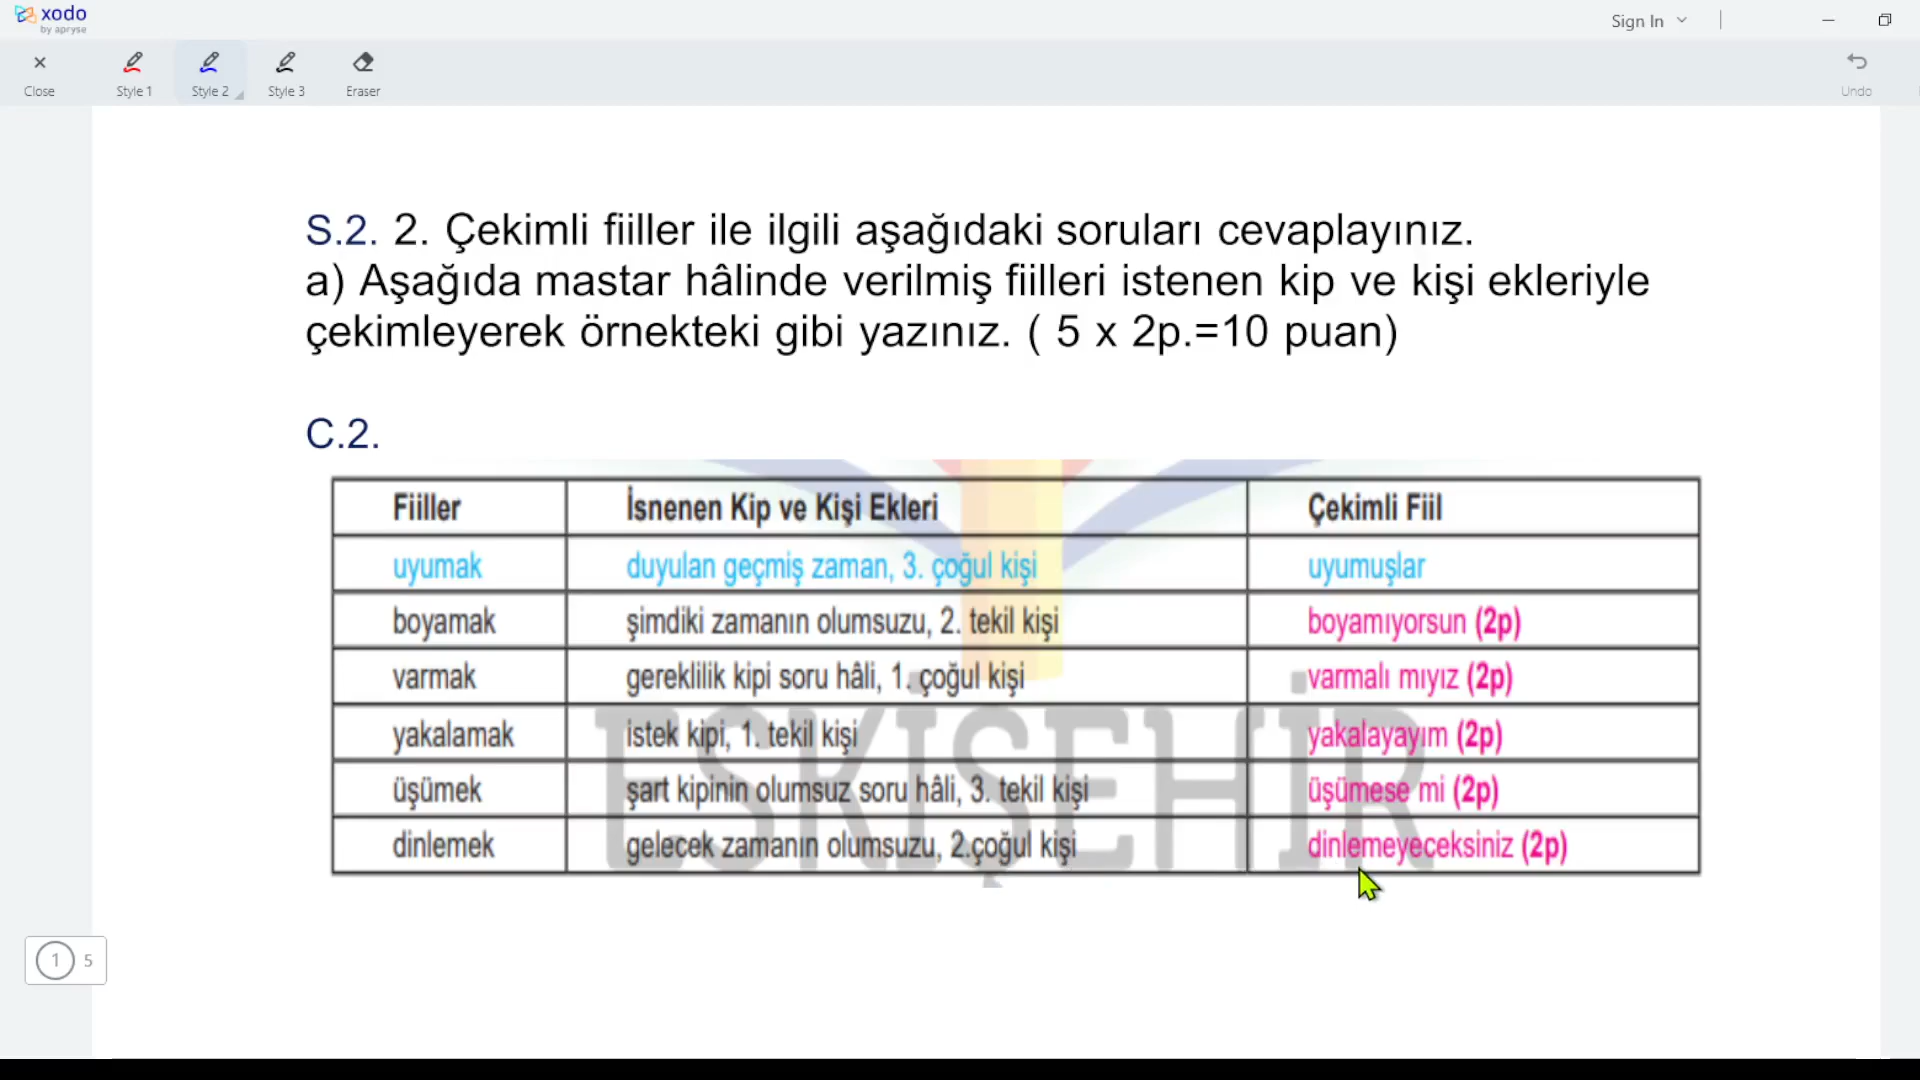 xodo
by apryse
Sign In
Close
Style 1
Style 2
Style 3
Eraser
Undo
S.2. 2. Çekimli fiiller ile ilgili aşağıdaki soruları cevaplayınız.
a) Aşağıda mastar hâlinde verilmiş fiilleri istenen kip ve kişi ekleriyle
çekimleyerek örnekteki gibi yazınız. ( 5 x 2p.=10 puan)
C.2.
Fiiller İsnenen Kip ve Kişi Ekleri Çekimli Fiil
uyumak duyulan geçmiş zaman, 3. çoğul kişi uyumuşlar
boyamak şimdiki zamanın olumsuzu, 2. tekil kişi boyamıyorsun (2p)
varmak gereklilik kipi soru hâli, 1. çoğul kişi varmalı mıyız (2p)
yakalamak istek kipi, 1. tekil kişi yakalayayım (2p)
üşümek şart kipinin olumsuz soru hâli, 3. tekil kişi üşümese mi (2p)
dinlemek gelecek zamanın olumsuzu, 2.çoğul kişi dinlemeyeceksiniz (2p)
ESKİŞEHİR
1 5